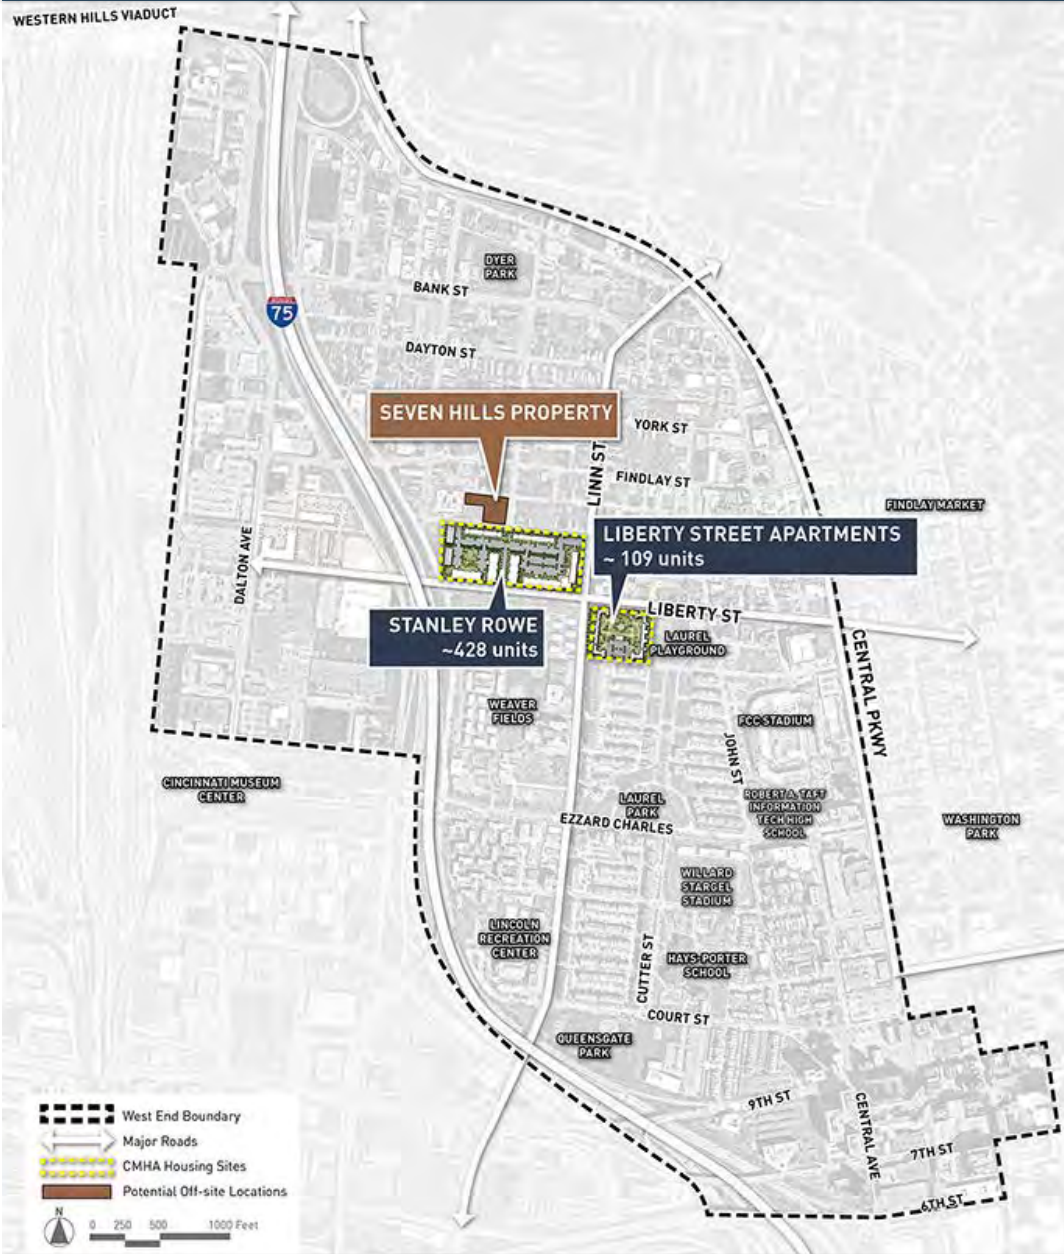 WESTERN HILLS VIADUCT
DYER
PARK
BANK ST
75
DAYTON ST
SEVEN HILLS PROPERTY
YORK ST
LINN ST
FINDLAY ST
FINDLAY MARKET
LIBERTY STREET APARTMENTS
~ 109 units
DALTON AVE
STANLEY ROWE
~428 units
LIBERTY ST
LAUREL
PLAYGROUND
CENTRAL PKWY
WEAVER
FIELDS
FCC STADIUM
JOHN ST
CINCINNATI MUSEUM
CENTER
LAUREL
PARK
ROBERT A. TAFT
INFORMATION
TECH HIGH
SCHOOL
EZZARD CHARLES
WASHINGTON
PARK
WILLARD
STARGEL
STADIUM
LINCOLN
RECREATION
CENTER
CUTTER ST
HAYS-PORTER
SCHOOL
COURT ST
QUEENSGATE
PARK
9TH ST
CENTRAL AVE
7TH ST
6TH ST
West End Boundary
Major Roads
CMHA Housing Sites
Potential Off-site Locations
N
0 250 500 1000 Feet